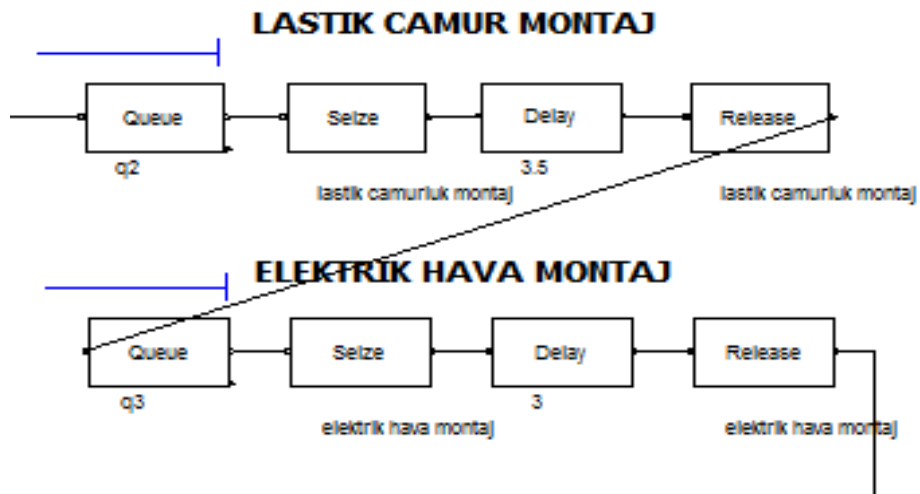 LASTIK CAMUR MONTAJ
Queue Seize Delay Release
q2 3.5
lastik camurluk montaj lastik camurluk montaj
ELEKTRIK HAVA MONTAJ
Queue Seize Delay Release
q3 3
elektrik hava montaj elektrik hava montaj